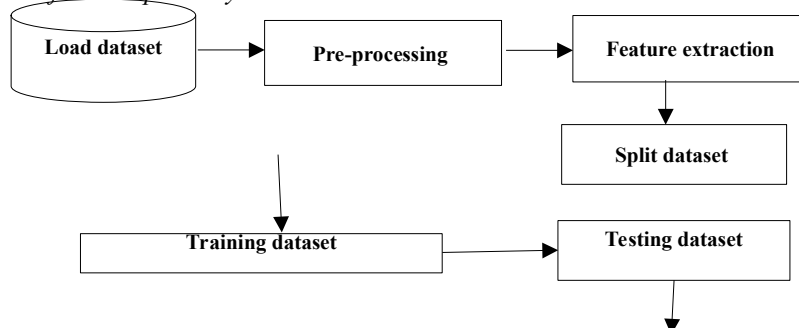 Load dataset
Pre-processing
Feature extraction
Split dataset
Training dataset
Testing dataset